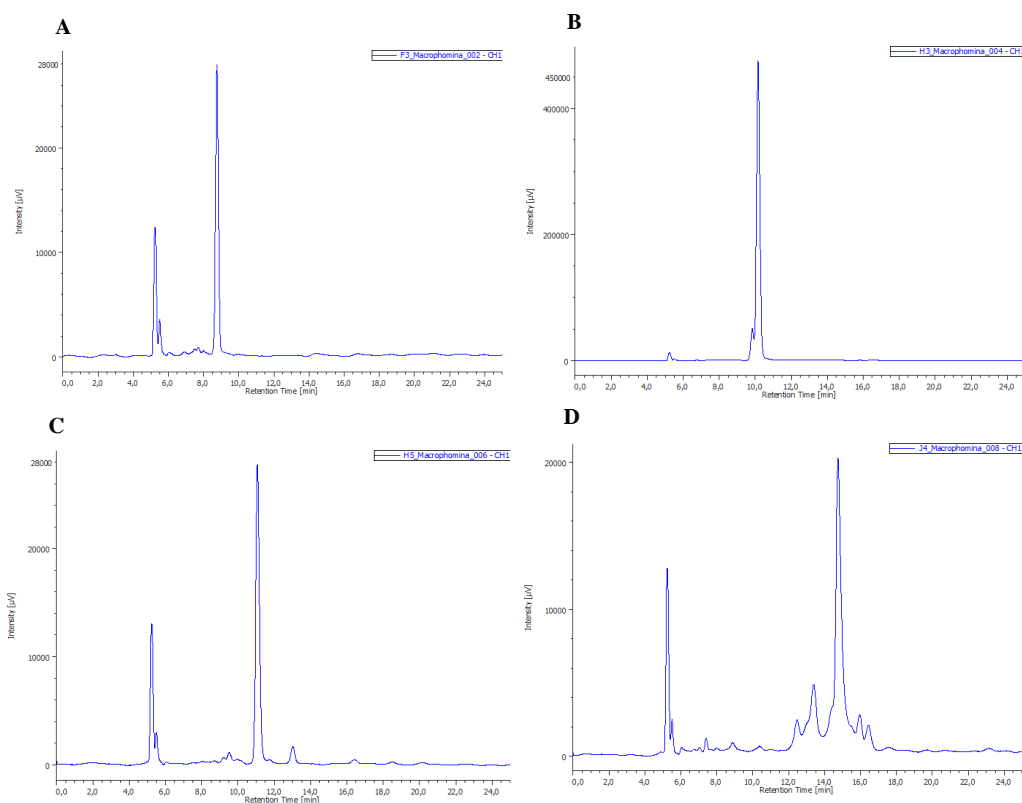 A
F3_Macrophomina_002 - CH1
28000
20000
10000
0
Intensity [µV]
0,0 2,0 4,0 6,0 8,0 10,0 12,0 14,0 16,0 18,0 20,0 22,0 24,0
Retention Time [min]
B
H3_Macrophomina_004 - CH1
450000
400000
200000
0
Intensity [µV]
0,0 2,0 4,0 6,0 8,0 10,0 12,0 14,0 16,0 18,0 20,0 22,0 24,0
Retention Time [min]
C
H5_Macrophomina_006 - CH1
28000
20000
10000
0
Intensity [µV]
0,0 2,0 4,0 6,0 8,0 10,0 12,0 14,0 16,0 18,0 20,0 22,0 24,0
Retention Time [min]
D
J4_Macrophomina_008 - CH1
20000
10000
0
Intensity [µV]
0,0 2,0 4,0 6,0 8,0 10,0 12,0 14,0 16,0 18,0 20,0 22,0 24,0
Retention Time [min]